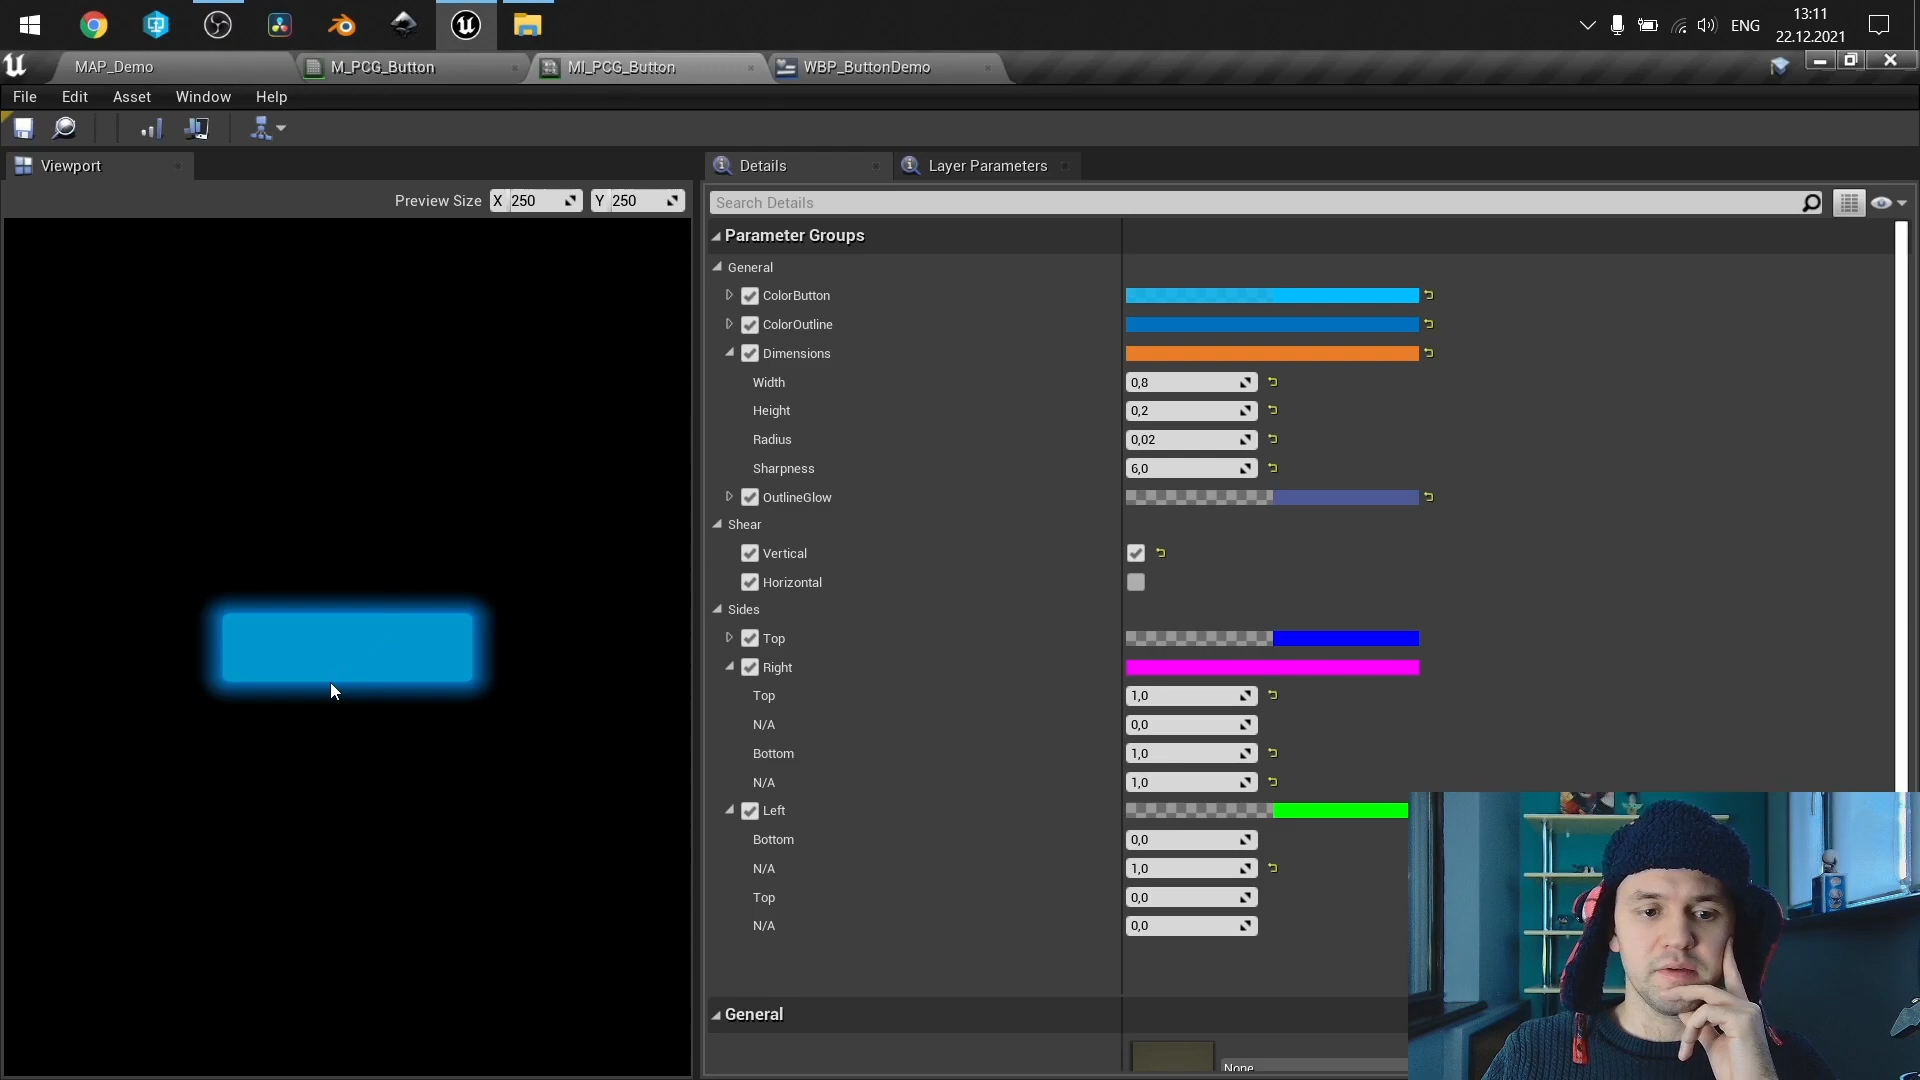 ENG
13:11
22.12.2021
MAP_Demo
M_PCG_Button
MI_PCG_Button
WBP_ButtonDemo
File
Edit
Asset
Window
Help
Viewport
Details
Layer Parameters
Preview Size
X 250
Y 250
Search Details
Parameter Groups
General
ColorButton
ColorOutline
Dimensions
Width
0,8
Height
0,2
Radius
0,02
Sharpness
6,0
OutlineGlow
Shear
Vertical
Horizontal
Sides
Top
Right
Top
1,0
N/A
0,0
Bottom
1,0
N/A
1,0
Left
Bottom
0,0
N/A
1,0
Top
0,0
N/A
0,0
General
None